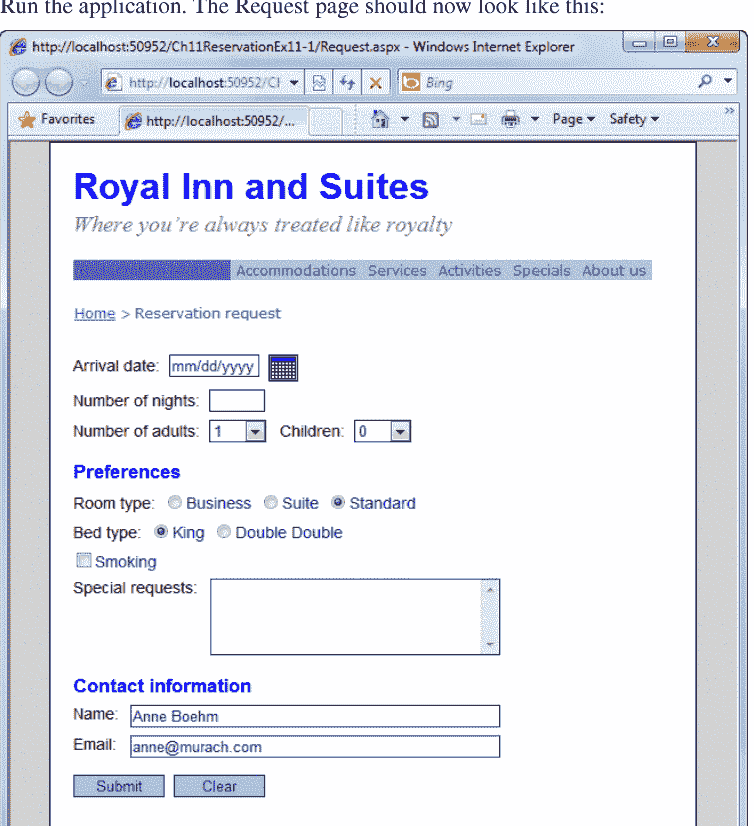 Run the application. The Request page should now look like this:
http://localhost:50952/Ch11ReservationEx11-1/Request.aspx - Windows Internet Explorer
http://localhost:50952/Cl
Bing
Favorites
http://localhost:50952/...
Page
Safety
Royal Inn and Suites
Where you're always treated like royalty
Accommodations Services Activities Specials About us
Home > Reservation request
Arrival date: mm/dd/yyyy
Number of nights:
Number of adults: 1 Children: 0
Preferences
Room type: Business Suite Standard
Bed type: King Double Double
Smoking
Special requests:
Contact information
Name: Anne Boehm
Email: anne@murach.com
Submit Clear